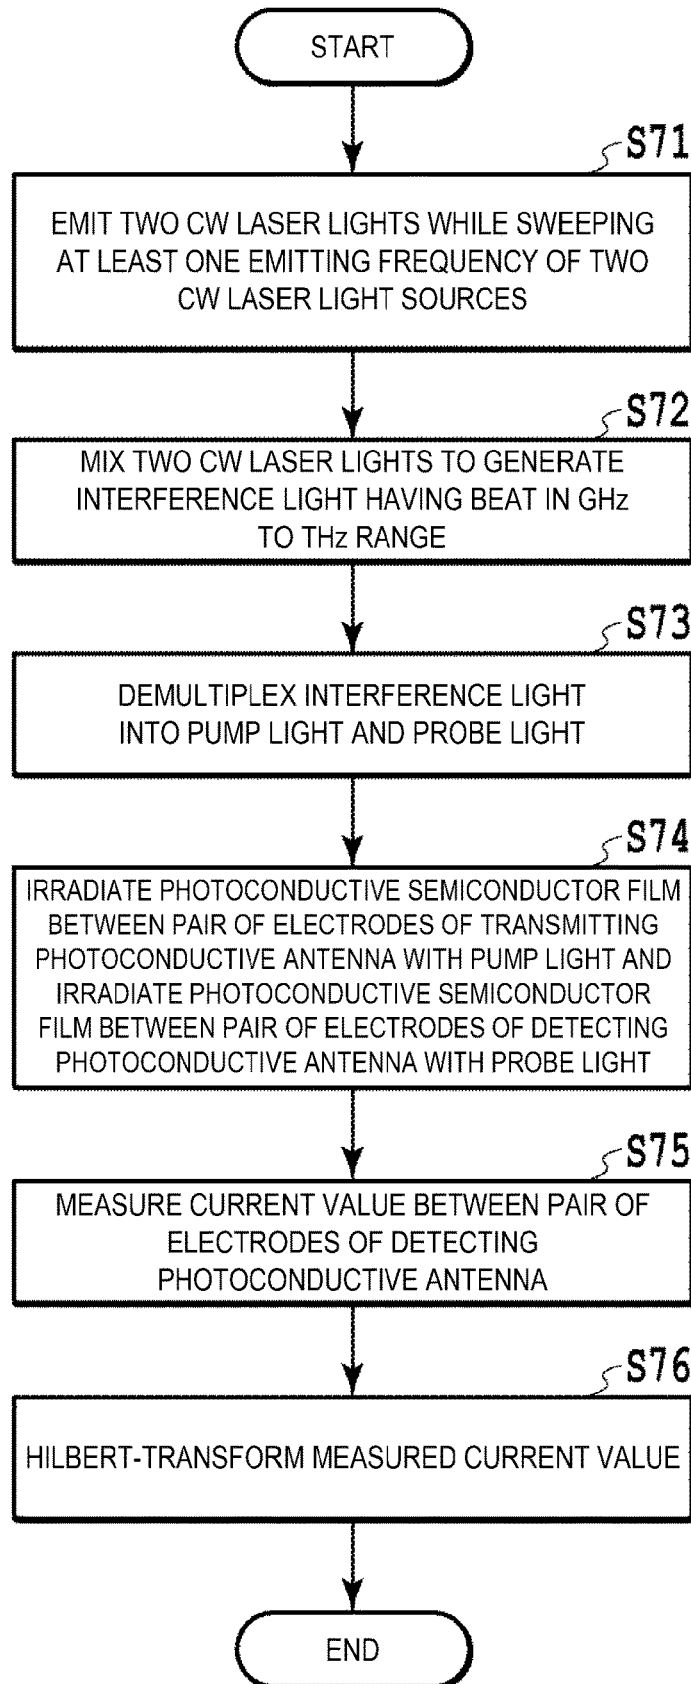 START
S71
EMIT TWO CW LASER LIGHTS WHILE SWEEPING
AT LEAST ONE EMITTING FREQUENCY OF TWO
CW LASER LIGHT SOURCES
S72
MIX TWO CW LASER LIGHTS TO GENERATE
INTERFERENCE LIGHT HAVING BEAT IN GHz
TO THz RANGE
S73
DEMULTIPLEX INTERFERENCE LIGHT
INTO PUMP LIGHT AND PROBE LIGHT
S74
IRRADIATE PHOTOCONDUCTIVE SEMICONDUCTOR FILM
BETWEEN PAIR OF ELECTRODES OF TRANSMITTING
PHOTOCONDUCTIVE ANTENNA WITH PUMP LIGHT AND
IRRADIATE PHOTOCONDUCTIVE SEMICONDUCTOR
FILM BETWEEN PAIR OF ELECTRODES OF DETECTING
PHOTOCONDUCTIVE ANTENNA WITH PROBE LIGHT
S75
MEASURE CURRENT VALUE BETWEEN PAIR OF
ELECTRODES OF DETECTING
PHOTOCONDUCTIVE ANTENNA
S76
HILBERT-TRANSFORM MEASURED CURRENT VALUE
END